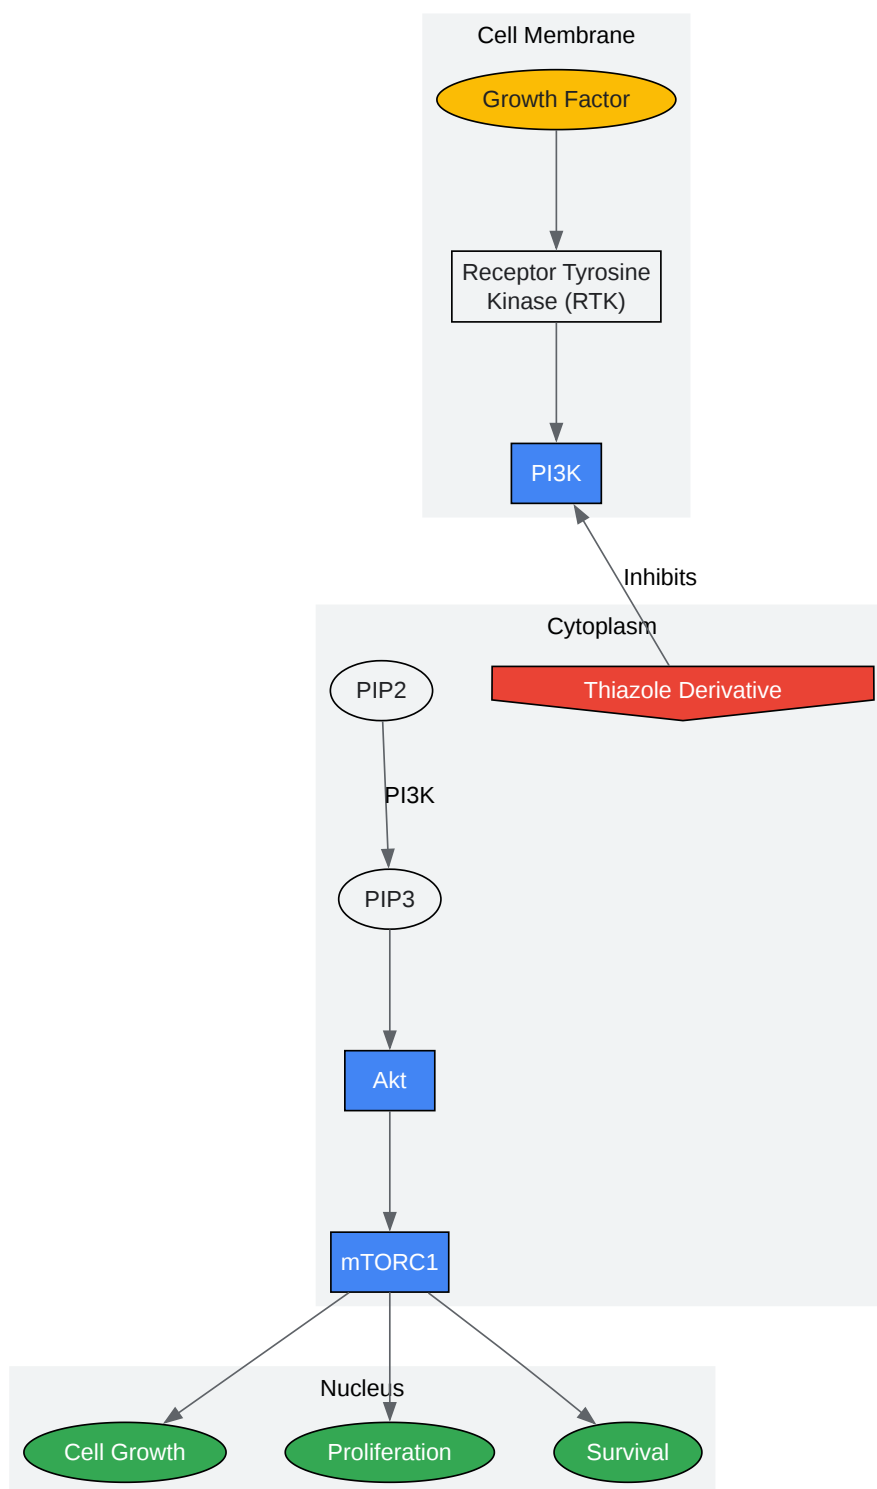 Cell Membrane
Growth Factor
Receptor Tyrosine
Kinase (RTK)
PI3K
Inhibits
Cytoplasm
PIP2
Thiazole Derivative
PI3K
PIP3
Akt
mTORC1
Nucleus
Cell Growth
Proliferation
Survival